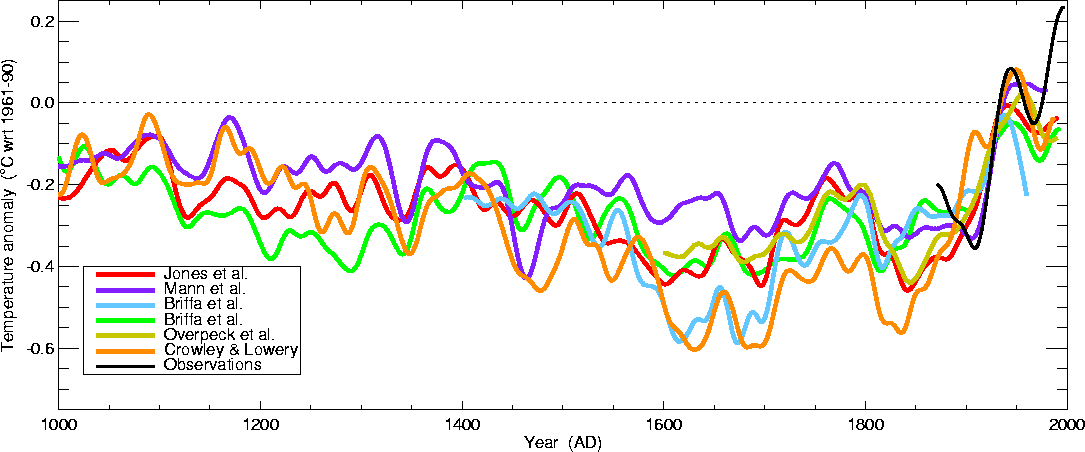 0.2
0.0
-0.2
-0.4
-0.6
Temperature anomaly (°C wrt 1961-90)
Jones et al.
Mann et al.
Briffa et al.
Briffa et al.
Overpeck et al.
Crowley & Lowery
Observations
1000 1200 1400 1600 1800 2000
Year (AD)